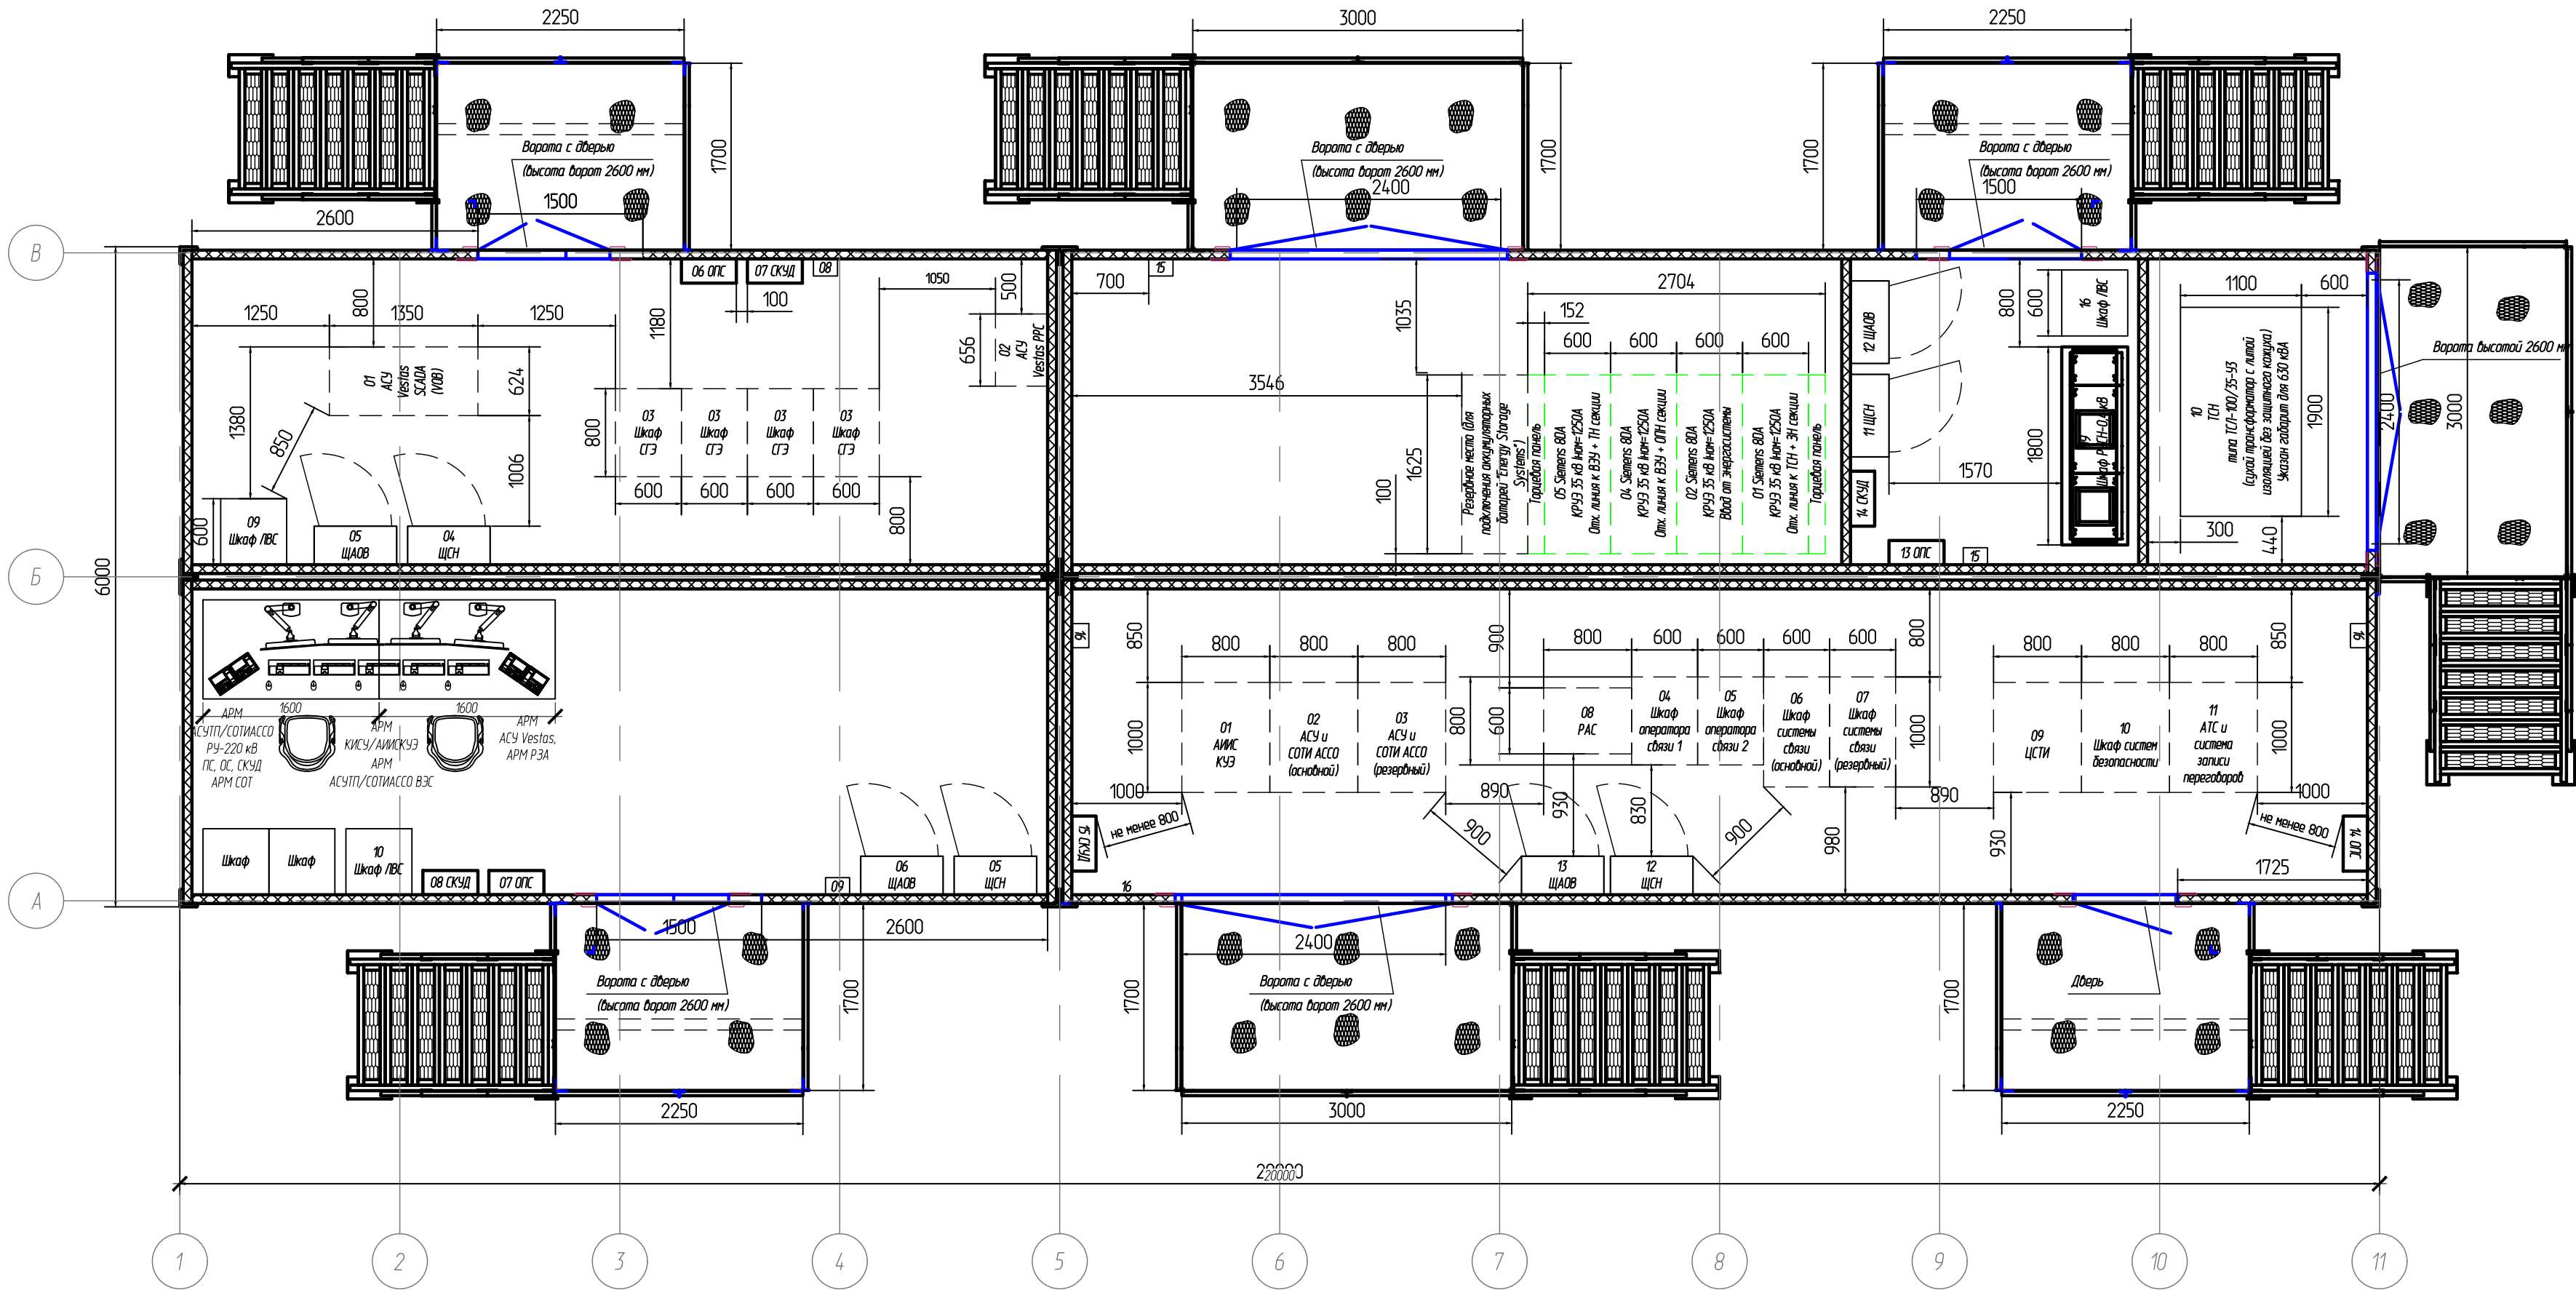 2250
3000
2250
1700
1700
1700
Ворота с дверью
(высота ворот 2600 мм)
Ворота с дверью
(высота ворот 2600 мм)
Ворота с дверью
(высота ворот 2600 мм)
2600
1500
2400
1500
В
06 ОПС
07 СКУД
08
15
1250
1350
1250
800
1180
100
1050
500
656
02
АСУ
Vestas PPC
700
1035
2704
152
600
600
600
600
3546
1625
100
01
АСУ
Vestas
SCADA
(VOB)
624
1006
1380
850
600
09
Шкаф ЛВС
05
ЩАОВ
04
ЩСН
800
03
Шкаф
СГЭ
03
Шкаф
СГЭ
03
Шкаф
СГЭ
03
Шкаф
СГЭ
600
600
600
600
800
Резервное место (для
подключения аккумуляторных
батарей "Energy Storage
Systems")
Торцевая панель
05 Siemens 8DA
КРУЭ 35 кВ Iном=1250А
Отх. линия к ВЭУ + ТН секции
04 Siemens 8DA
КРУЭ 35 кВ Iном=1250А
Отх. линия к ВЭУ + ОПН секции
02 Siemens 8DA
КРУЭ 35 кВ Iном=1250А
Ввод от энергосистемы
01 Siemens 8DA
КРУЭ 35 кВ Iном=1250А
Отх. линия к ТСН + ЗН секции
Торцевая панель
12 ЩАОВ
11 ЩСН
14 СКУД
13 ОПС
15
1570
800
600
1800
16
Шкаф ЛВС
1100
600
10
ТСН
типа ТСЛ-100/35-У3
(сухой трансформатор с литой
изоляцией без защитного кожуха)
Указан габарит для 630 кВА
1900
300
440
2400
3000
Ворота высотой 2600 мм
Б
6000
1600
1600
АРМ
АСУТП/СОТИАССО
РУ-220 кВ
ПС, ОС, СКУД
АРМ СОТ
АРМ
КИСУ/АИИСКУЭ
АРМ
АСУТП/СОТИАССО ВЭС
АРМ
АСУ Vestas,
АРМ РЗА
Шкаф
Шкаф
10
Шкаф ЛВС
08 СКУД
07 ОПС
09
06
ЩАОВ
05
ЩСН
16
850
800
800
800
1000
01
АИИС
КУЭ
02
АСУ и
СОТИ АССО
(основной)
03
АСУ и
СОТИ АССО
(резервный)
1000
не менее 800
15 СКУД
16
900
800
600
600
600
600
800
800
600
08
РАС
04
Шкаф
оператора
связи 1
05
Шкаф
оператора
связи 2
06
Шкаф
системы
связи
(основной)
07
Шкаф
системы
связи
(резервный)
1000
890
930
830
900
900
980
890
13
ЩАОВ
12
ЩСН
800
800
800
850
09
ЦСТИ
10
Шкаф систем
безопасности
11
АТС и
система
записи
переговоров
1000
1000
не менее 800
930
1725
14 ОПС
16
А
1500
2600
2400
Ворота с дверью
(высота ворот 2600 мм)
1700
1700
Ворота с дверью
(высота ворот 2600 мм)
1700
Дверь
2250
3000
2250
20000
1
2
3
4
5
6
7
8
9
10
11